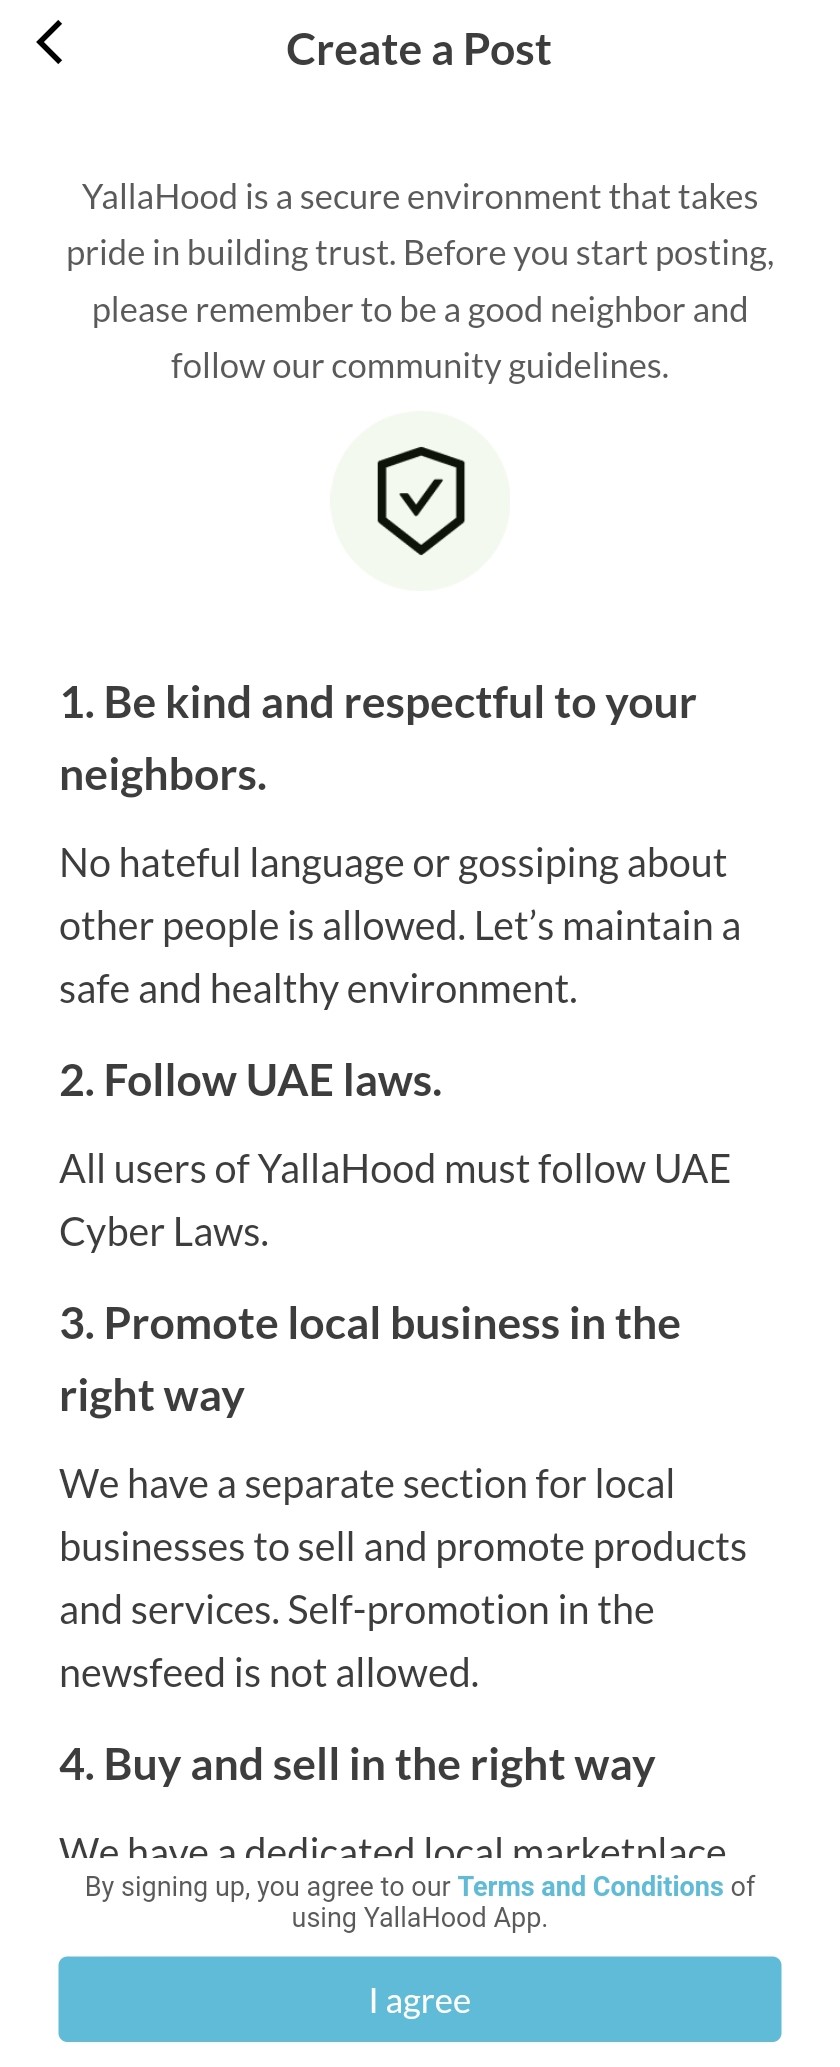 Create a Post
YallaHood is a secure environment that takes
pride in building trust. Before you start posting,
please remember to be a good neighbor and
follow our community guidelines.
1. Be kind and respectful to your
neighbors.
No hateful language or gossiping about
other people is allowed. Let’s maintain a
safe and healthy environment.
2. Follow UAE laws.
All users of YallaHood must follow UAE
Cyber Laws.
3. Promote local business in the
right way
We have a separate section for local
businesses to sell and promote products
and services. Self-promotion in the
newsfeed is not allowed.
4. Buy and sell in the right way
We have a dedicated local marketplace
By signing up, you agree to our Terms and Conditions of
using YallaHood App.
I agree